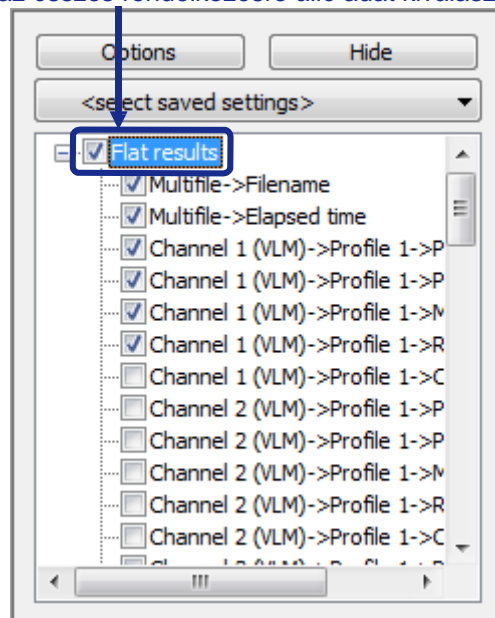 Options Hide
<select saved settings>
Flat results
Multifile->Filename
Multifile->Elapsed time
Channel 1 (VLM)->Profile 1->P
Channel 1 (VLM)->Profile 1->P
Channel 1 (VLM)->Profile 1->M
Channel 1 (VLM)->Profile 1->R
Channel 1 (VLM)->Profile 1->C
Channel 2 (VLM)->Profile 1->P
Channel 2 (VLM)->Profile 1->P
Channel 2 (VLM)->Profile 1->M
Channel 2 (VLM)->Profile 1->R
Channel 2 (VLM)->Profile 1->C